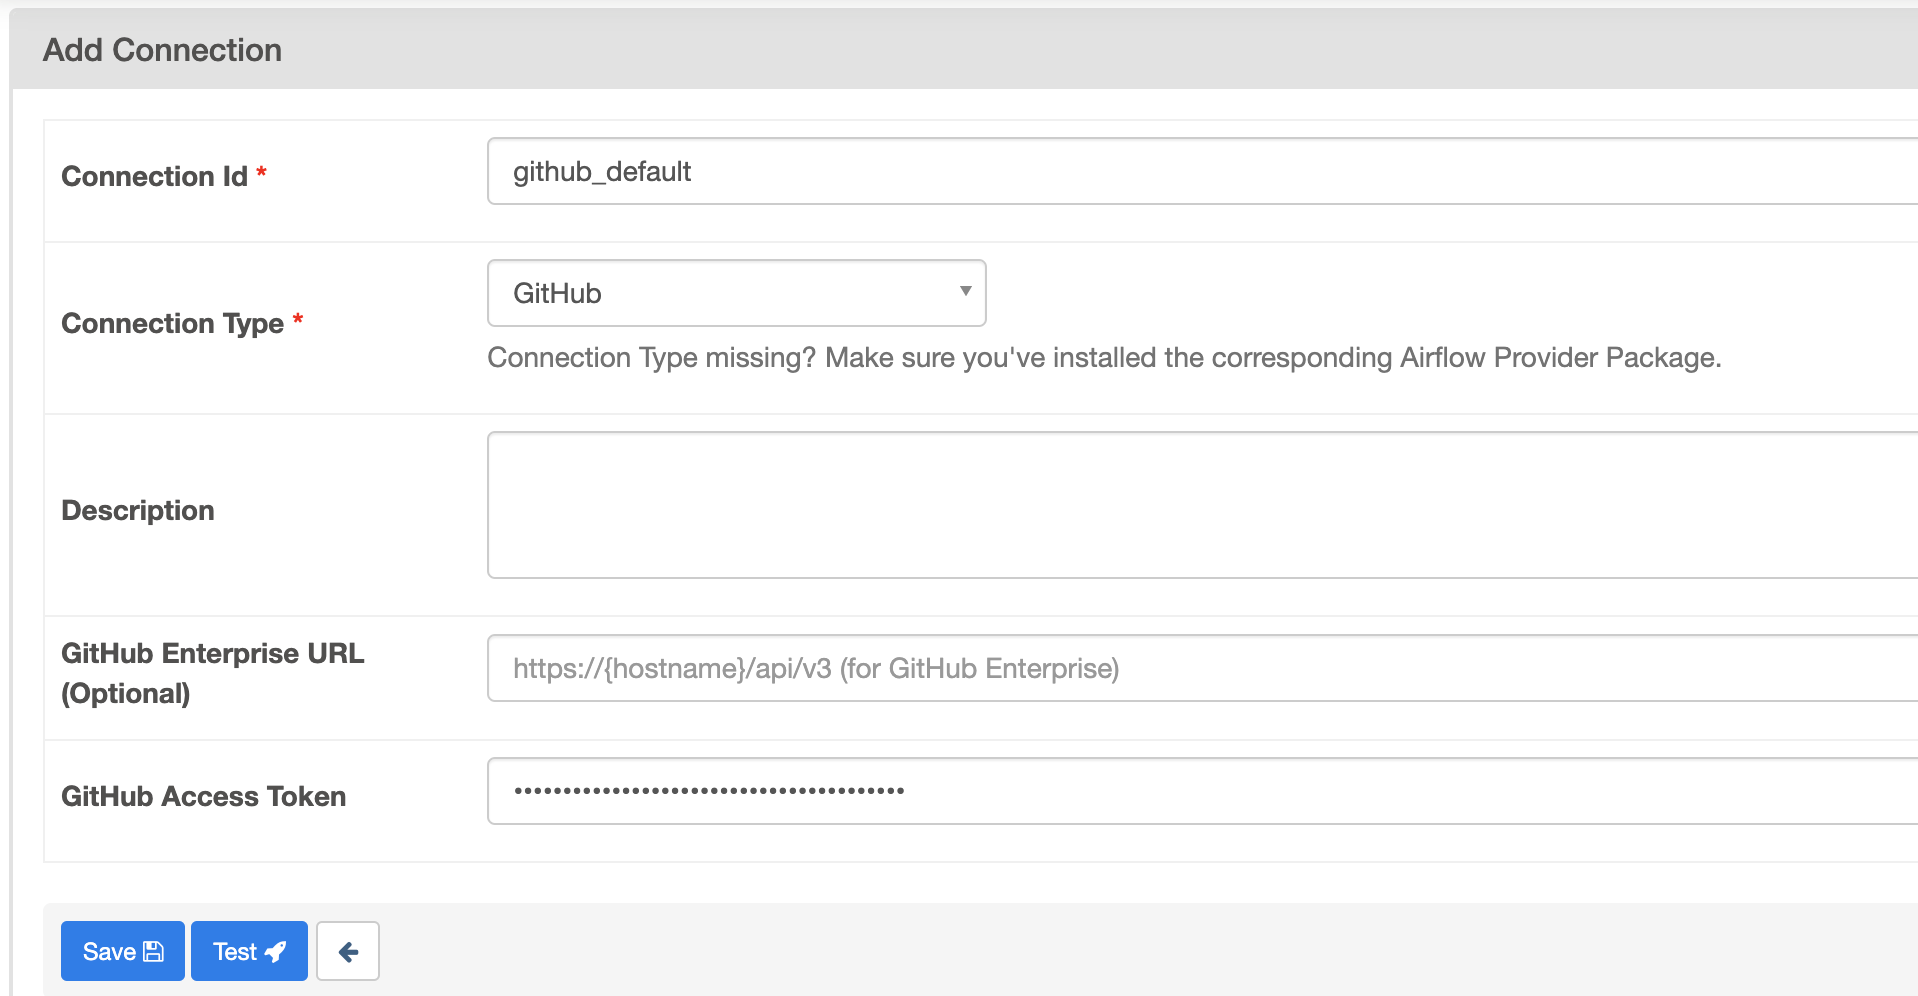 Add Connection
Connection Id *
github_default
Connection Type *
GitHub
Connection Type missing? Make sure you've installed the corresponding Airflow Provider Package.
Description
GitHub Enterprise URL
(Optional)
https://{hostname}/api/v3 (for GitHub Enterprise)
GitHub Access Token
Save
Test